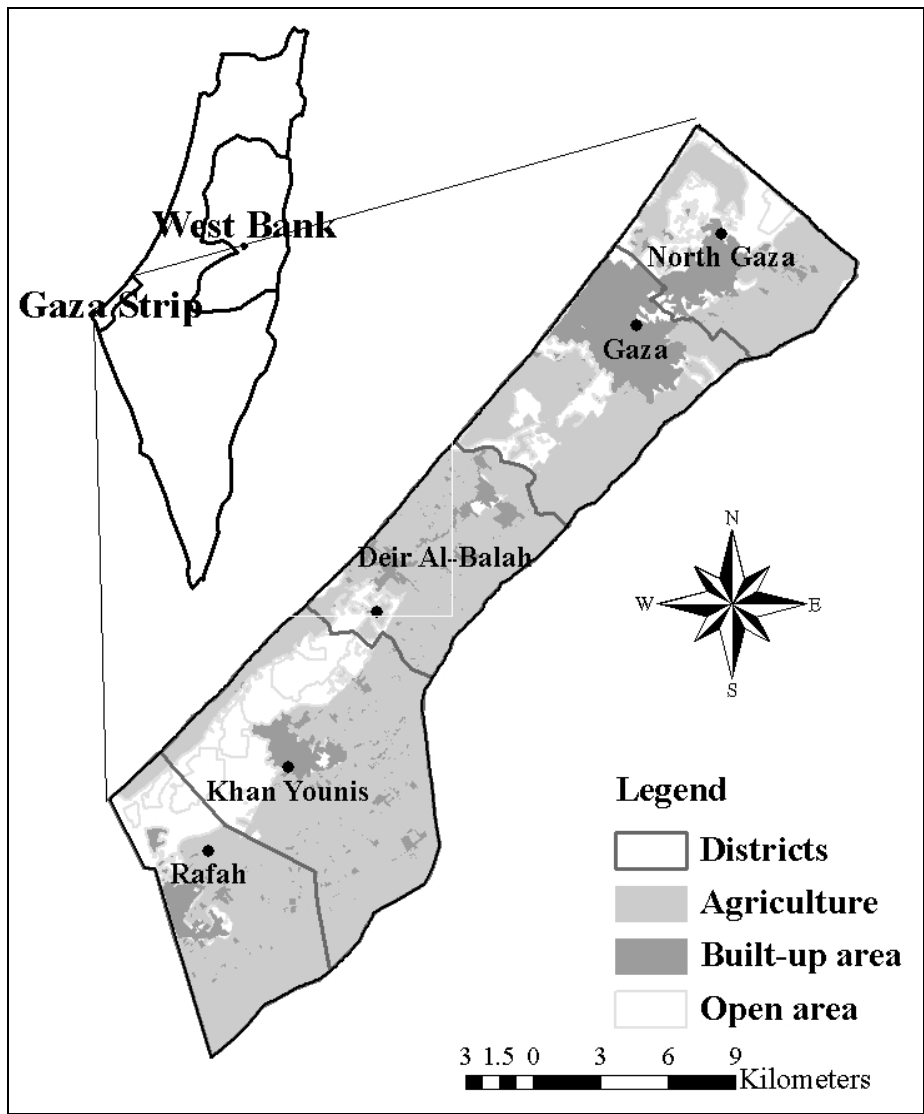 West Bank
Gaza Strip
North Gaza
Gaza
Deir Al-Balah
Khan Younis
Rafah
N
W
E
S
Legend
Districts
Agriculture
Built-up area
Open area
3 1.5 0 3 6 9
Kilometers